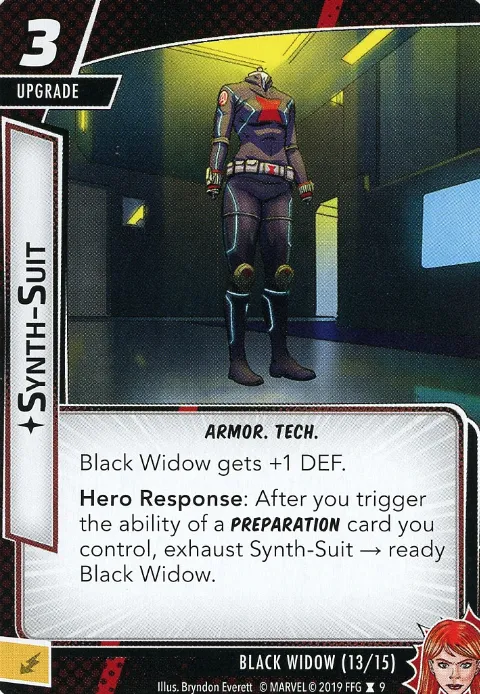 3
UPGRADE
SYNTH-SUIT
ARMOR. TECH.
Black Widow gets +1 DEF.
Hero Response: After you trigger
the ability of a PREPARATION card you
control, exhaust Synth-Suit → ready
Black Widow.
BLACK WIDOW (13/15)
Illus. Bryndon Everett © MARVEL © 2019 FFG 9